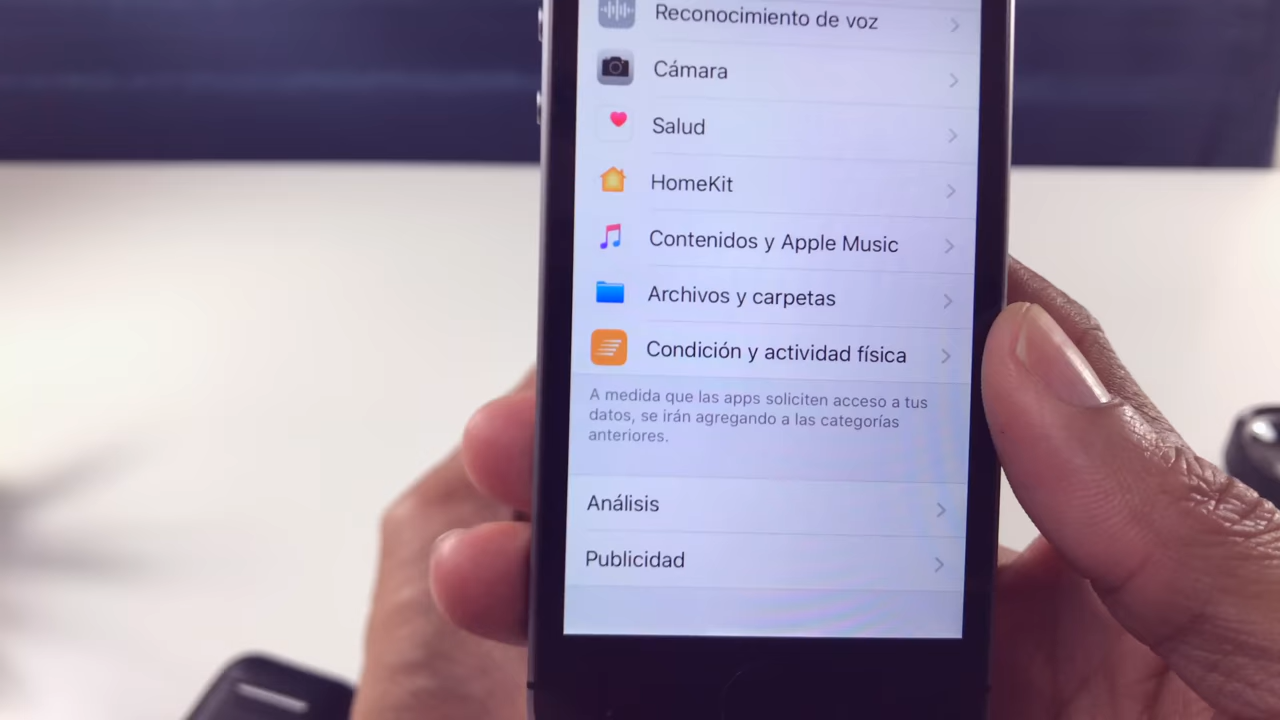 Reconocimiento de voz
Cámara
Salud
HomeKit
Contenidos y Apple Music
Archivos y carpetas
Condición y actividad física
A medida que las apps soliciten acceso a tus
datos, se irán agregando a las categorías
anteriores.
Análisis
Publicidad